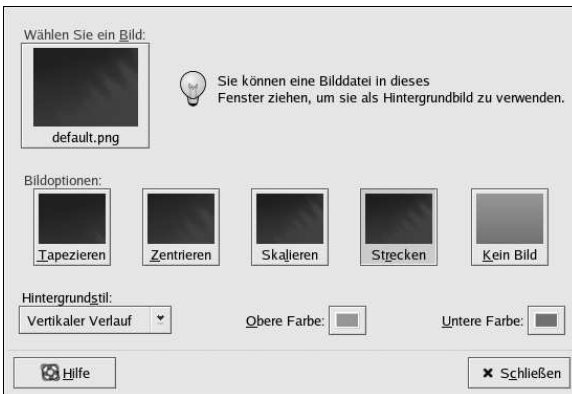 Wählen Sie ein Bild:
default.png
Sie können eine Bilddatei in dieses
Fenster ziehen, um sie als Hintergrundbild zu verwenden.
Bildoptionen:
Tapezieren
Zentrieren
Skalieren
Strecken
Kein Bild
Hintergrundstil:
Vertikaler Verlauf
Obere Farbe:
Untere Farbe:
Hilfe
Schließen